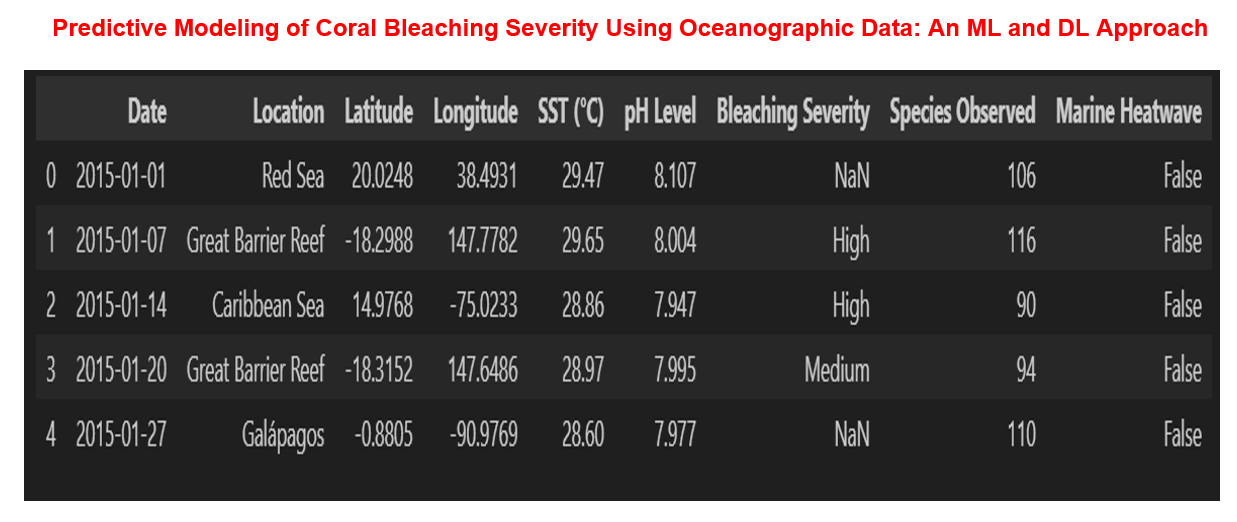 Predictive Modeling of Coral Bleaching Severity Using Oceanographic Data: An ML and DL Approach
Date Location Latitude Longitude SST (°C) pH Level Bleaching Severity Species Observed Marine Heatwave
0 2015-01-01 Red Sea 20.0248 38.4931 29.47 8.107 NaN 106 False
1 2015-01-07 Great Barrier Reef -18.2988 147.7782 29.65 8.004 High 116 False
2 2015-01-14 Caribbean Sea 14.9768 -75.0233 28.86 7.947 High 90 False
3 2015-01-20 Great Barrier Reef -18.3152 147.6486 28.97 7.995 Medium 94 False
4 2015-01-27 Galápagos -0.8805 -90.9769 28.60 7.977 NaN 110 False